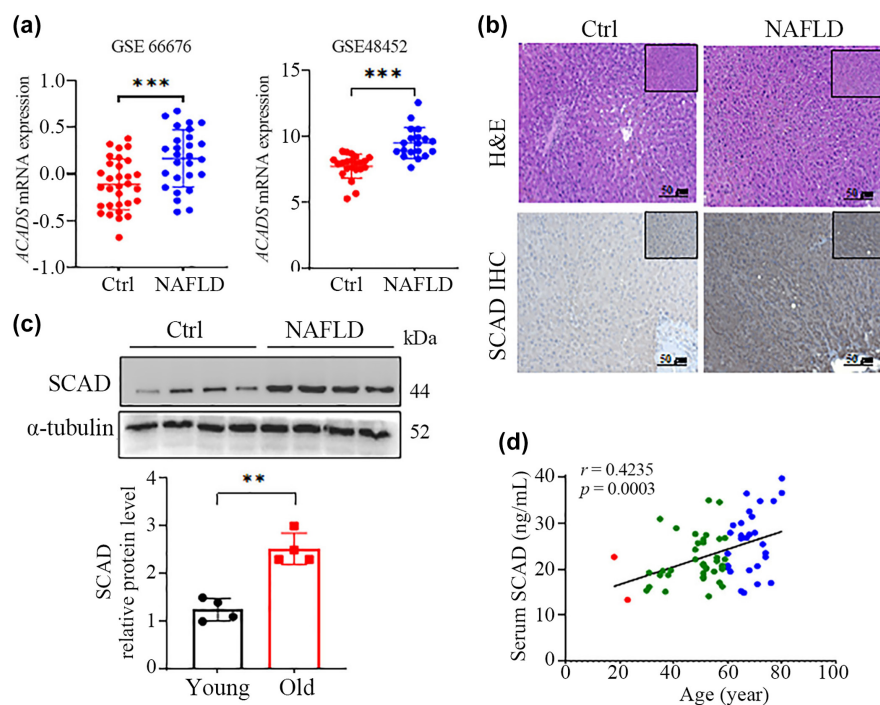 (a)
GSE 66676
***
ACADS mRNA expression
1.0
0.5
0.0
-0.5
-1.0
Ctrl NAFLD
GSE48452
***
ACADS mRNA expression
15
10
5
0
Ctrl NAFLD
(b)
Ctrl NAFLD
H&E
50 μm
50 μm
SCAD IHC
50 μm
50 μm
(c)
Ctrl NAFLD kDa
SCAD 44
α-tubulin 52
**
SCAD
relative protein level
4
3
2
1
0
Young Old
(d)
r = 0.4235
p = 0.0003
Serum SCAD (ng/mL)
40
30
20
10
0
0 20 40 60 80 100
Age (year)